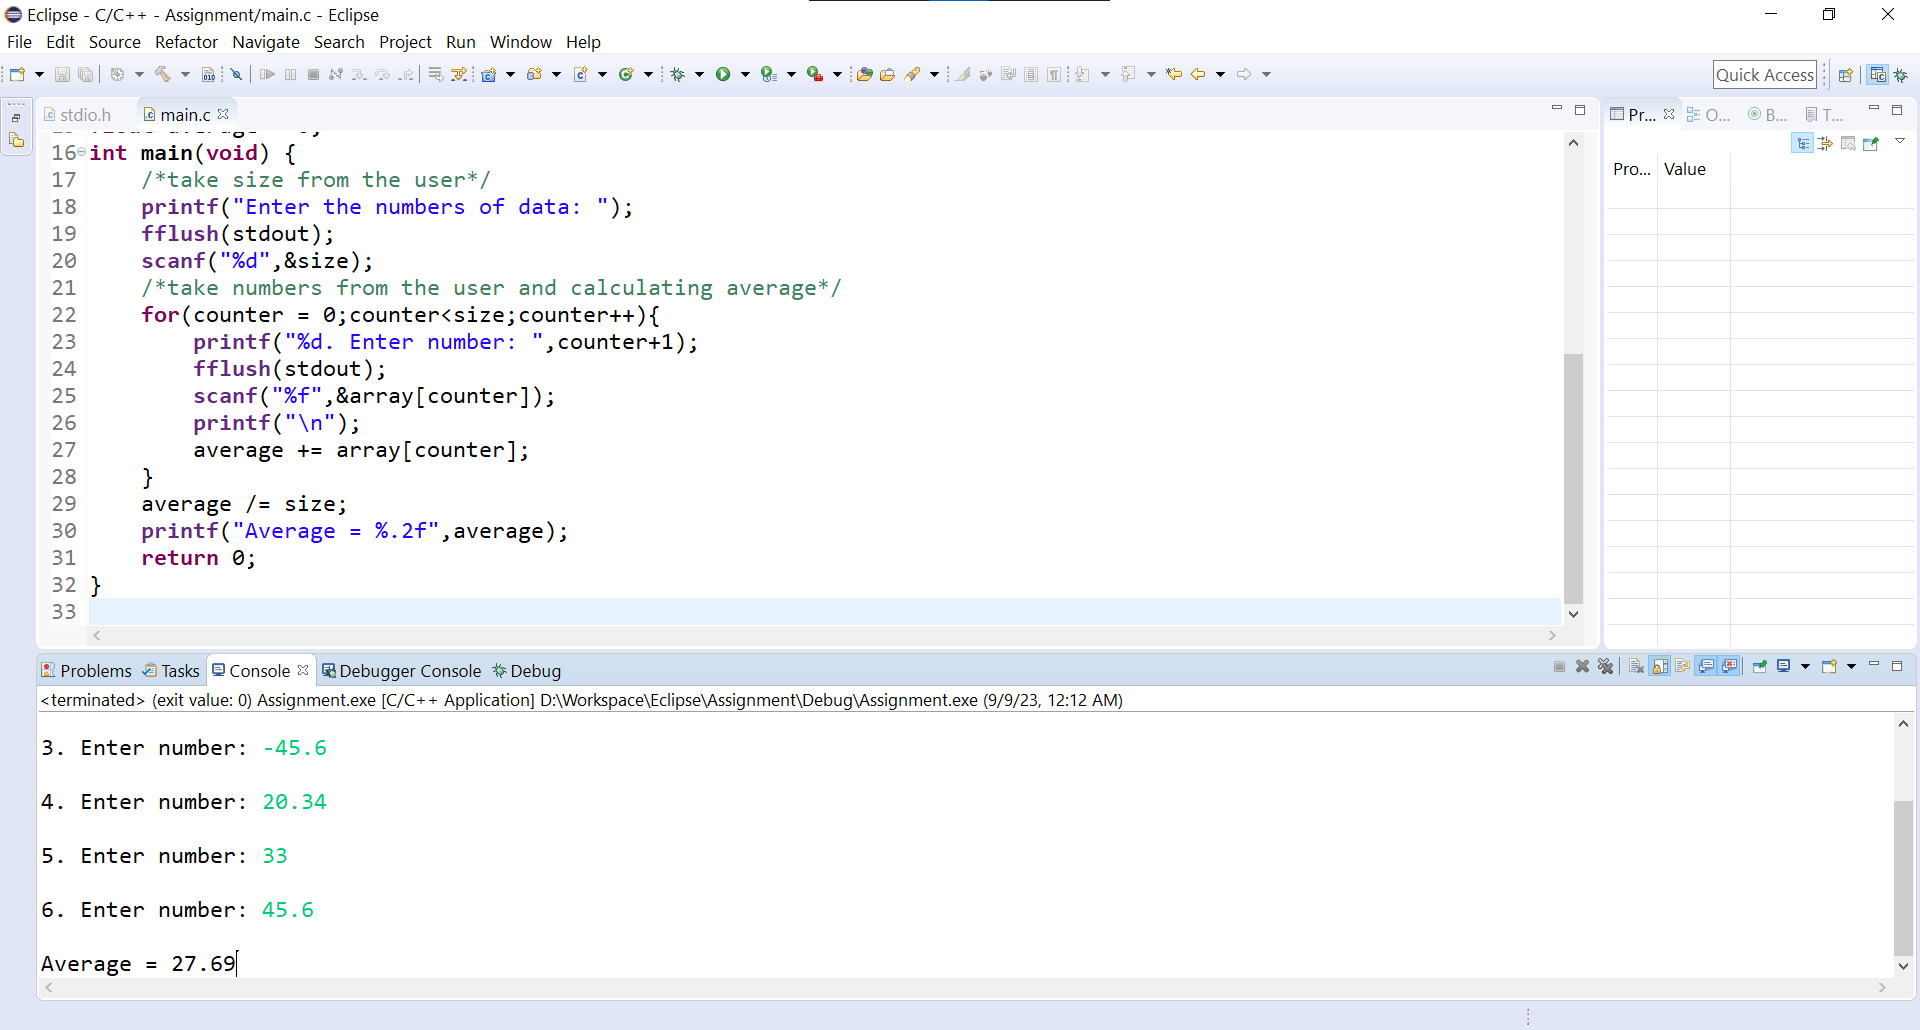 Eclipse - C/C++ - Assignment/main.c - Eclipse
File Edit Source Refactor Navigate Search Project Run Window Help
Quick Access
stdio.h main.c Pr... O... B... T...
16 int main(void) {
17 /*take size from the user*/
18 printf("Enter the numbers of data: ");
19 fflush(stdout);
20 scanf("%d",&size);
21 /*take numbers from the user and calculating average*/
22 for(counter = 0;counter<size;counter++){
23 printf("%d. Enter number: ",counter+1);
24 fflush(stdout);
25 scanf("%f",&array[counter]);
26 printf("\n");
27 average += array[counter];
28 }
29 average /= size;
30 printf("Average = %.2f",average);
31 return 0;
32 }
33
Pro... Value
Problems Tasks Console Debugger Console Debug
<terminated> (exit value: 0) Assignment.exe [C/C++ Application] D:\Workspace\Eclipse\Assignment\Debug\Assignment.exe (9/9/23, 12:12 AM)
3. Enter number: -45.6
4. Enter number: 20.34
5. Enter number: 33
6. Enter number: 45.6
Average = 27.69